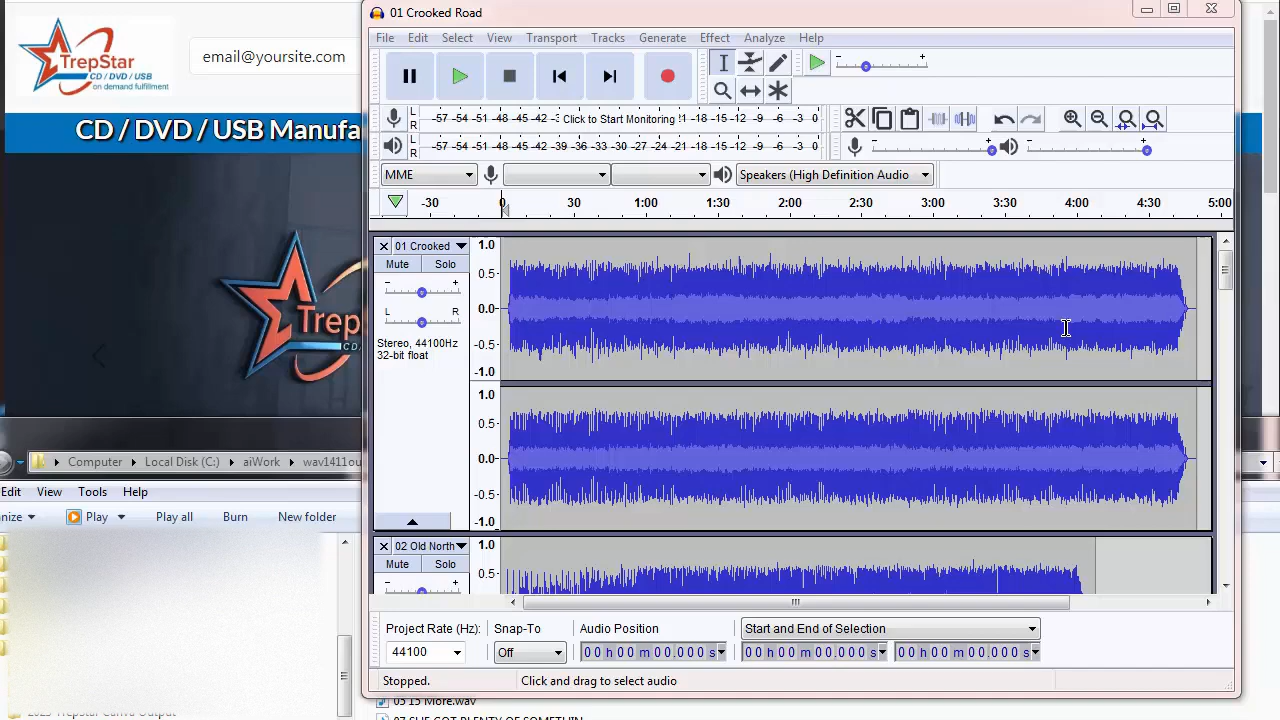 TrepStar
CD / DVD / USB
on demand fulfillment
email@yoursite.com
CD / DVD / USB Manufa
Treps
CD
Computer Local Disk (C:) aiWork wav1411ou
Edit View Tools Help
nize Play Play all Burn New folder
01 Crooked Road
File Edit Select View Transport Tracks Generate Effect Analyze Help
L
R
-57 -54 -51 -48 -45 -42 -3 Click to Start Monitoring !1 -18 -15 -12 -9 -6 -3 0
L
R
-57 -54 -51 -48 -45 -42 -39 -36 -33 -30 -27 -24 -21 -18 -15 -12 -9 -6 -3 0
MME Speakers (High Definition Audio
-30 0 30 1:00 1:30 2:00 2:30 3:00 3:30 4:00 4:30 5:00
01 Crooked
Mute Solo
- +
L R
Stereo, 44100Hz
32-bit float
1.0
0.5
0.0
-0.5
-1.0
1.0
0.5
0.0
-0.5
-1.0
02 Old North
Mute Solo
- +
1.0
0.5
Project Rate (Hz): Snap-To Audio Position Start and End of Selection
44100 Off 00 h 00 m 00.000 s 00 h 00 m 00.000 s 00 h 00 m 00.000 s
Stopped. Click and drag to select audio
2023 Trepstar Canva Output